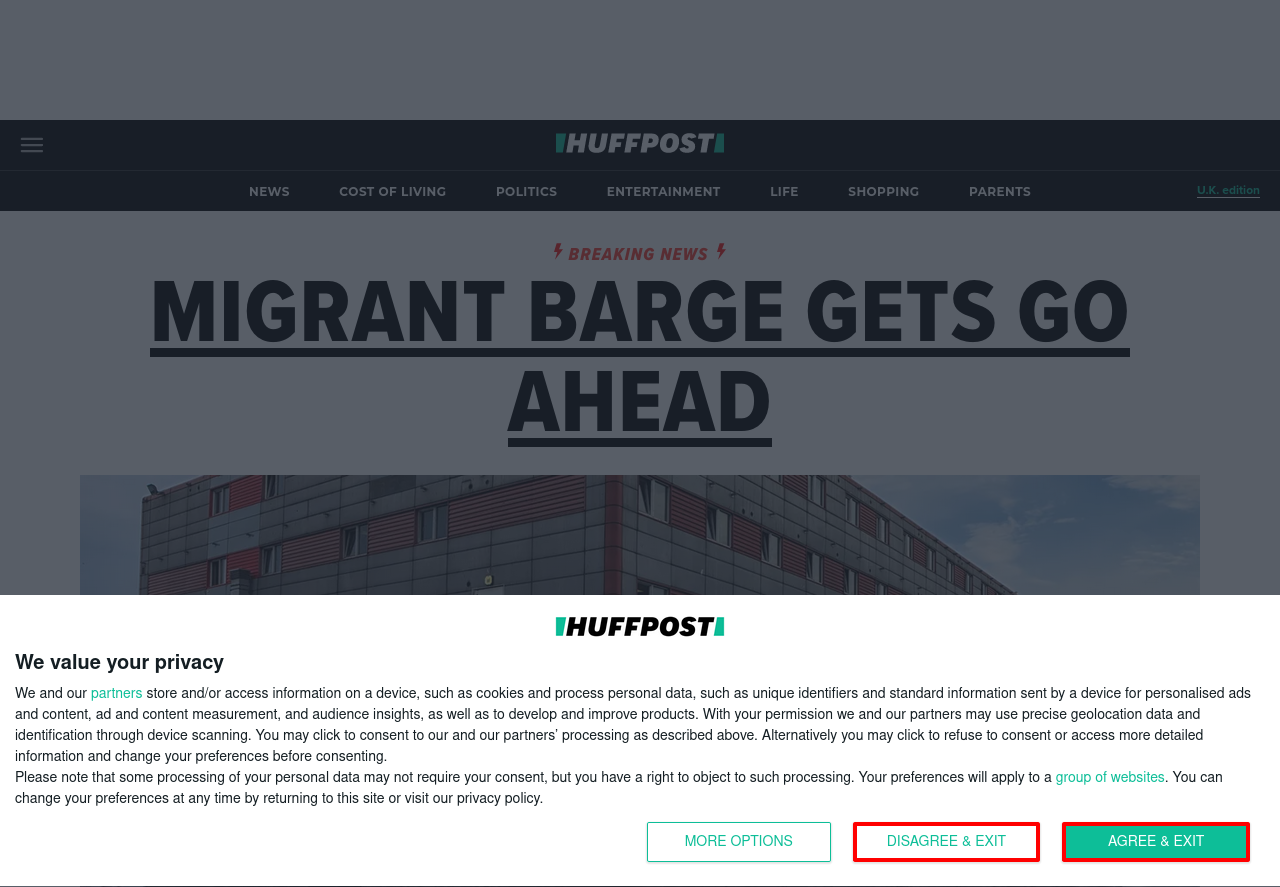 HUFFPOST
NEWS COST OF LIVING POLITICS ENTERTAINMENT LIFE SHOPPING PARENTS U.K. edition
BREAKING NEWS
MIGRANT BARGE GETS GO
AHEAD
HUFFPOST
We value your privacy
We and our partners store and/or access information on a device, such as cookies and process personal data, such as unique identifiers and standard information sent by a device for personalised ads
and content, ad and content measurement, and audience insights, as well as to develop and improve products. With your permission we and our partners may use precise geolocation data and
identification through device scanning. You may click to consent to our and our partners’ processing as described above. Alternatively you may click to refuse to consent or access more detailed
information and change your preferences before consenting.
Please note that some processing of your personal data may not require your consent, but you have a right to object to such processing. Your preferences will apply to a group of websites. You can
change your preferences at any time by returning to this site or visit our privacy policy.
MORE OPTIONS DISAGREE & EXIT AGREE & EXIT